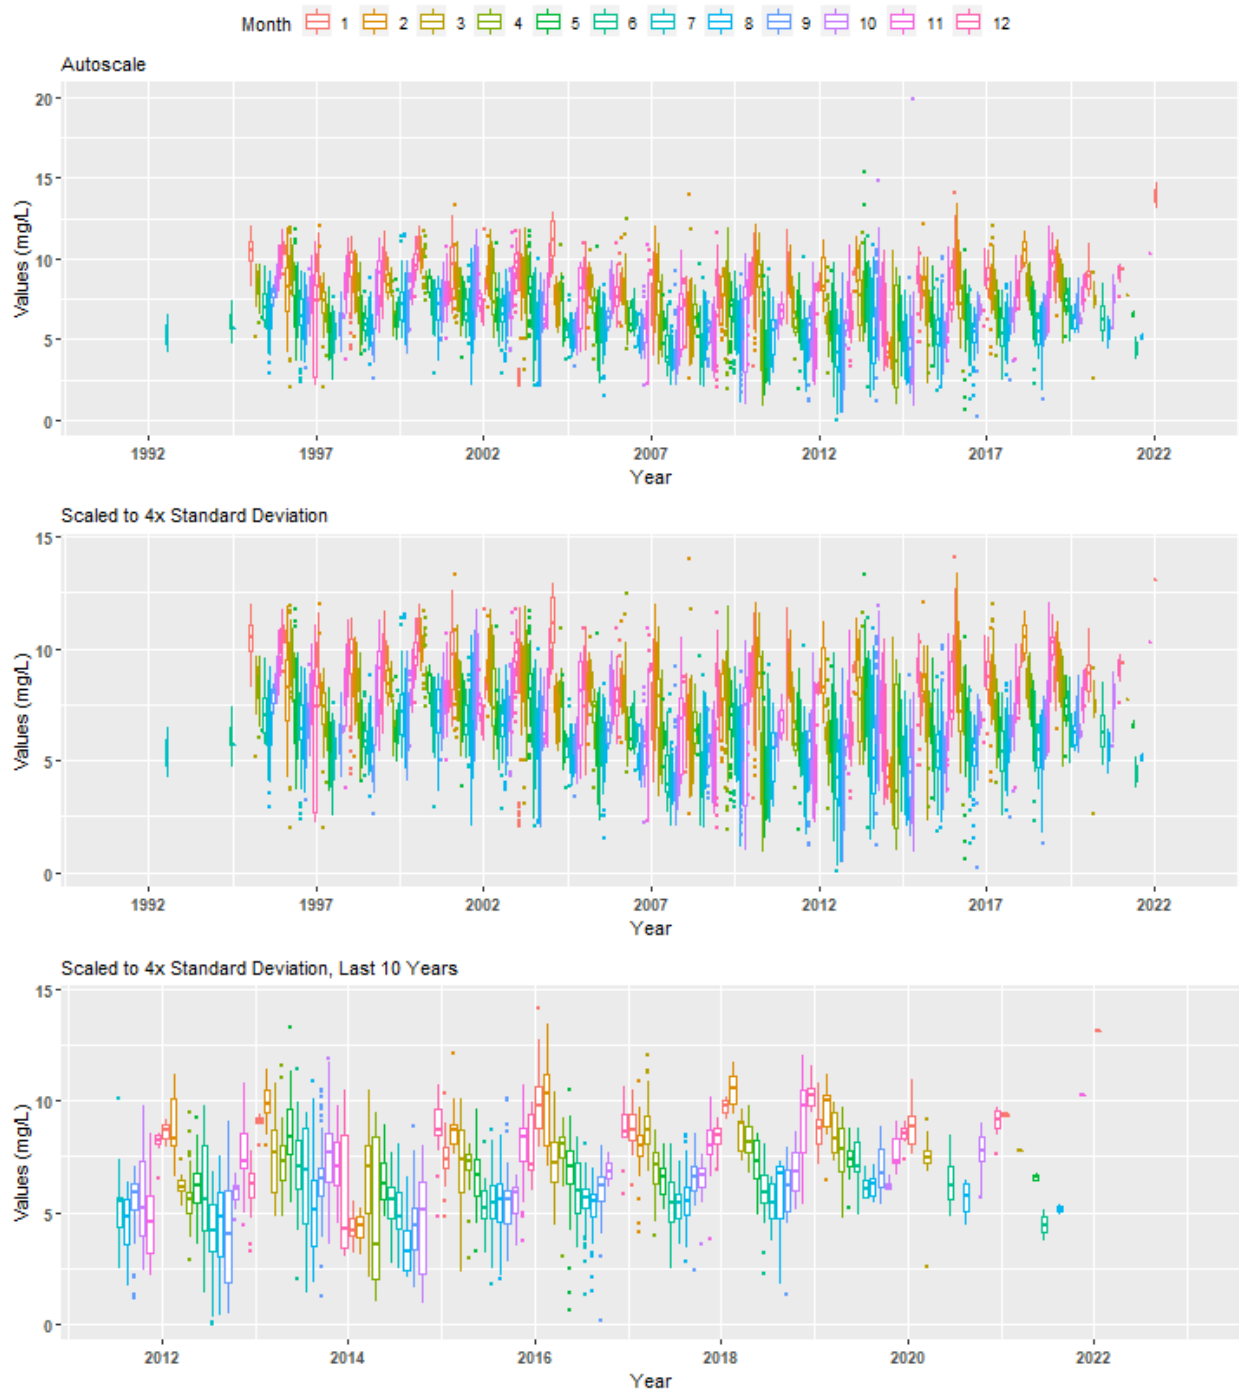 Month 1 2 3 4 5 6 7 8 9 10 11 12
Autoscale
Values (mg/L)
20
15
10
5
0
1992 1997 2002 2007 2012 2017 2022
Year
Scaled to 4x Standard Deviation
Values (mg/L)
15
10
5
0
1992 1997 2002 2007 2012 2017 2022
Year
Scaled to 4x Standard Deviation, Last 10 Years
Values (mg/L)
15
10
5
0
2012 2014 2016 2018 2020 2022
Year